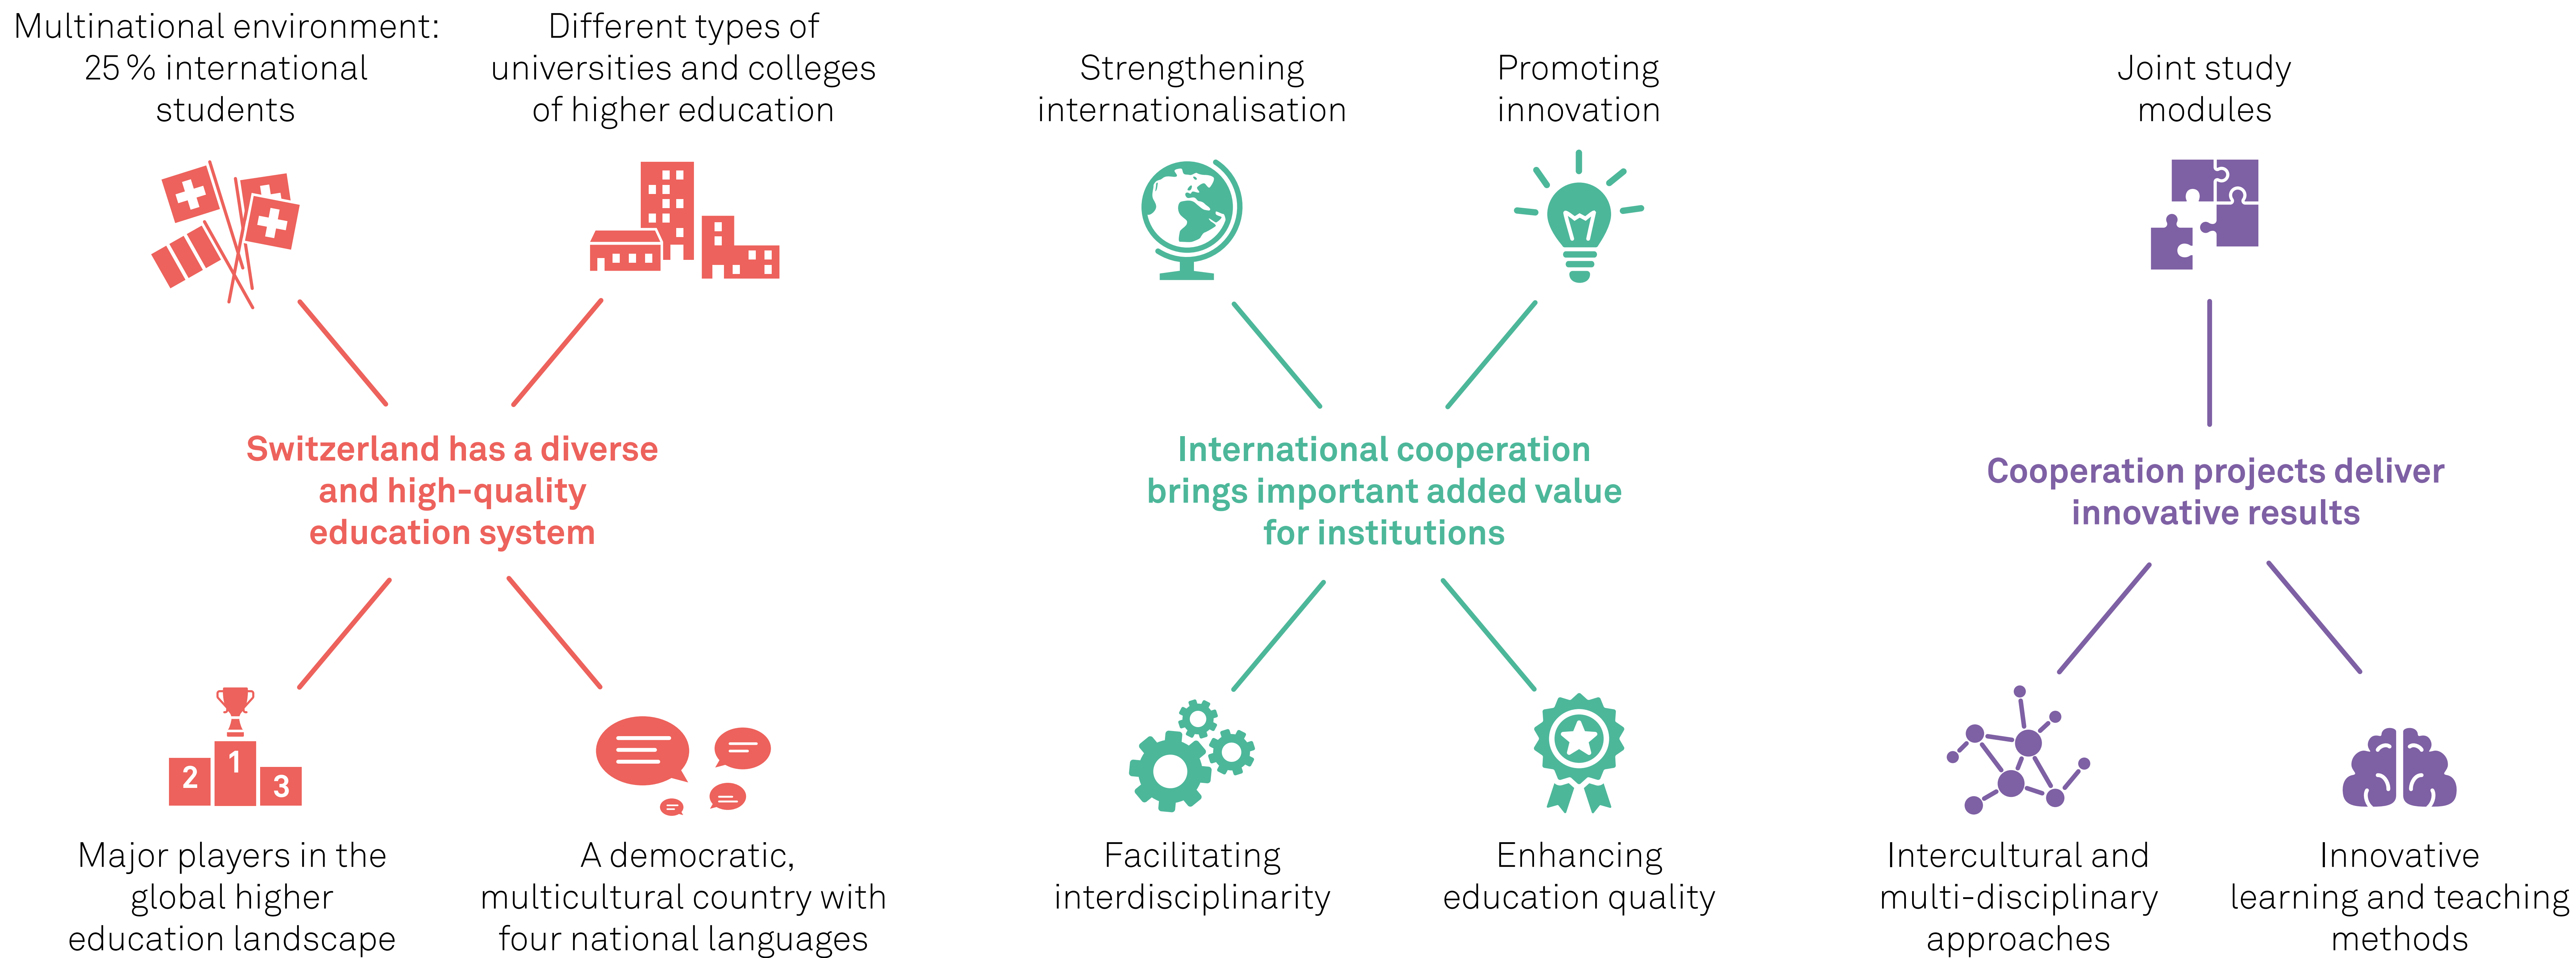 Multinational environment:
25 % international
students
Different types of
universities and colleges
of higher education
Switzerland has a diverse
and high-quality
education system
2
1
3
Major players in the
global higher
education landscape
A democratic,
multicultural country with
four national languages
Strengthening
internationalisation
Promoting
innovation
International cooperation
brings important added value
for institutions
Facilitating
interdisciplinarity
Enhancing
education quality
Joint study
modules
Cooperation projects deliver
innovative results
Intercultural and
multi-disciplinary
approaches
Innovative
learning and teaching
methods